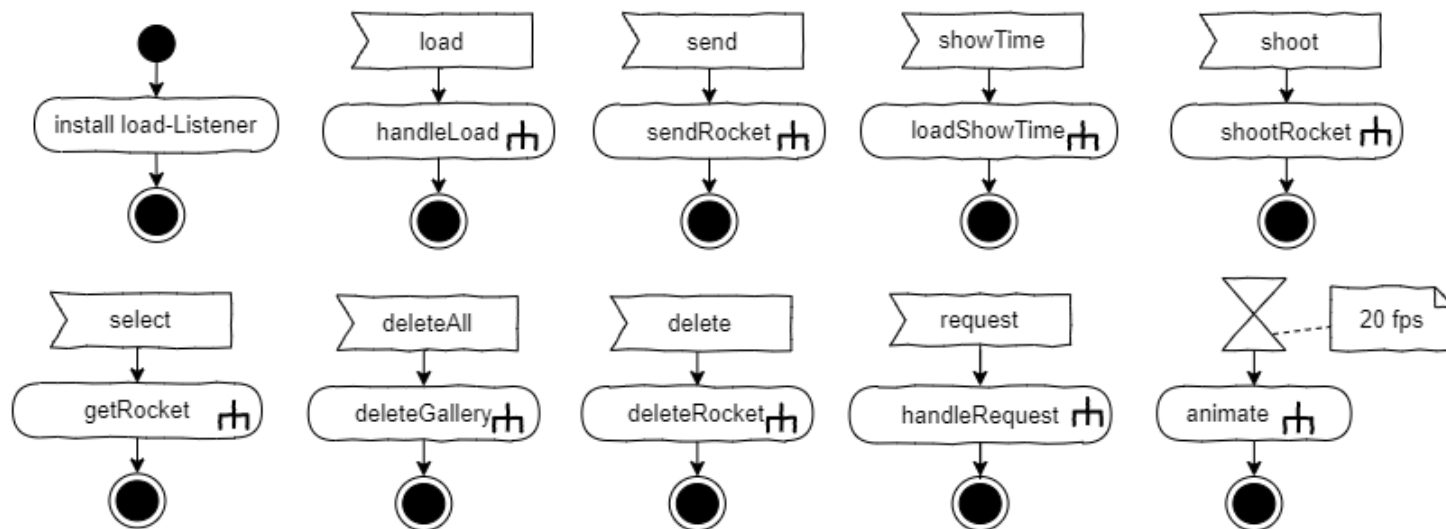 load
send
showTime
shoot
install load-Listener
handleLoad
sendRocket
loadShowTime
shootRocket
select
deleteAll
delete
request
20 fps
getRocket
deleteGallery
deleteRocket
handleRequest
animate